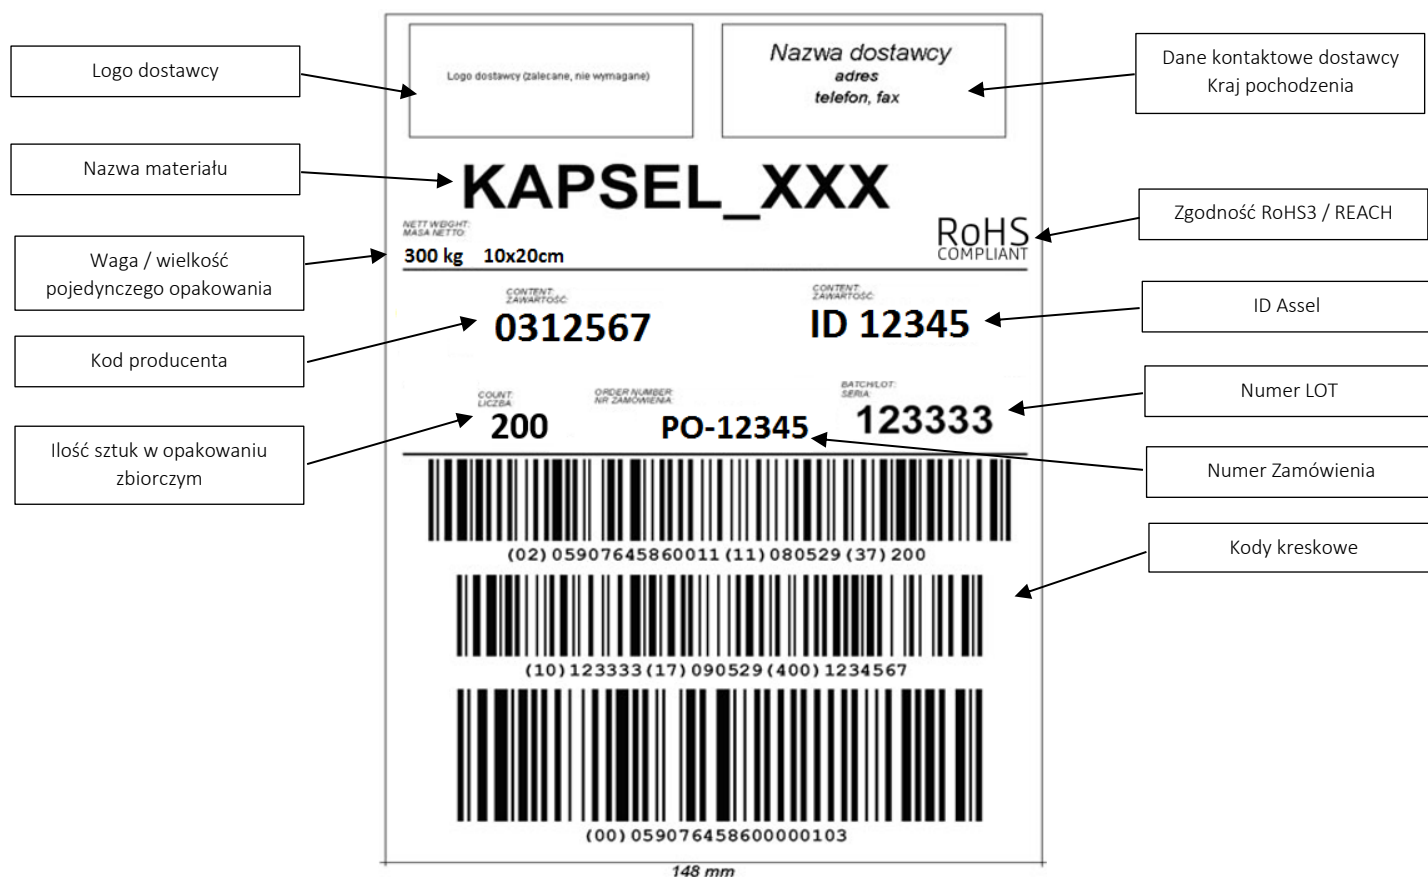 Logo dostawcy
Logo dostawcy (zalecane, nie wymagane)
Nazwa dostawcy
adres
telefon, fax
Dane kontaktowe dostawcy
Kraj pochodzenia
Nazwa materiału
KAPSEL_XXX
NETT WEIGHT:
MASA NETTO:
300 kg 10x20cm
RoHS
COMPLIANT
Zgodność RoHS3 / REACH
Waga / wielkość
pojedynczego opakowania
CONTENT:
ZAWARTOŚĆ:
0312567
CONTENT:
ZAWARTOŚĆ:
ID 12345
ID Assel
Kod producenta
COUNT:
LICZBA:
200
ORDER NUMBER:
NR ZAMÓWIENIA:
PO-12345
BATCH/LOT:
SERIA:
123333
Numer LOT
Ilość sztuk w opakowaniu
zbiorczym
Numer Zamówienia
(02)05907645860011(11)080529(37)200
Kody kreskowe
(10)123333(17)090529(400)1234567
(00)059076458600000103
148 mm